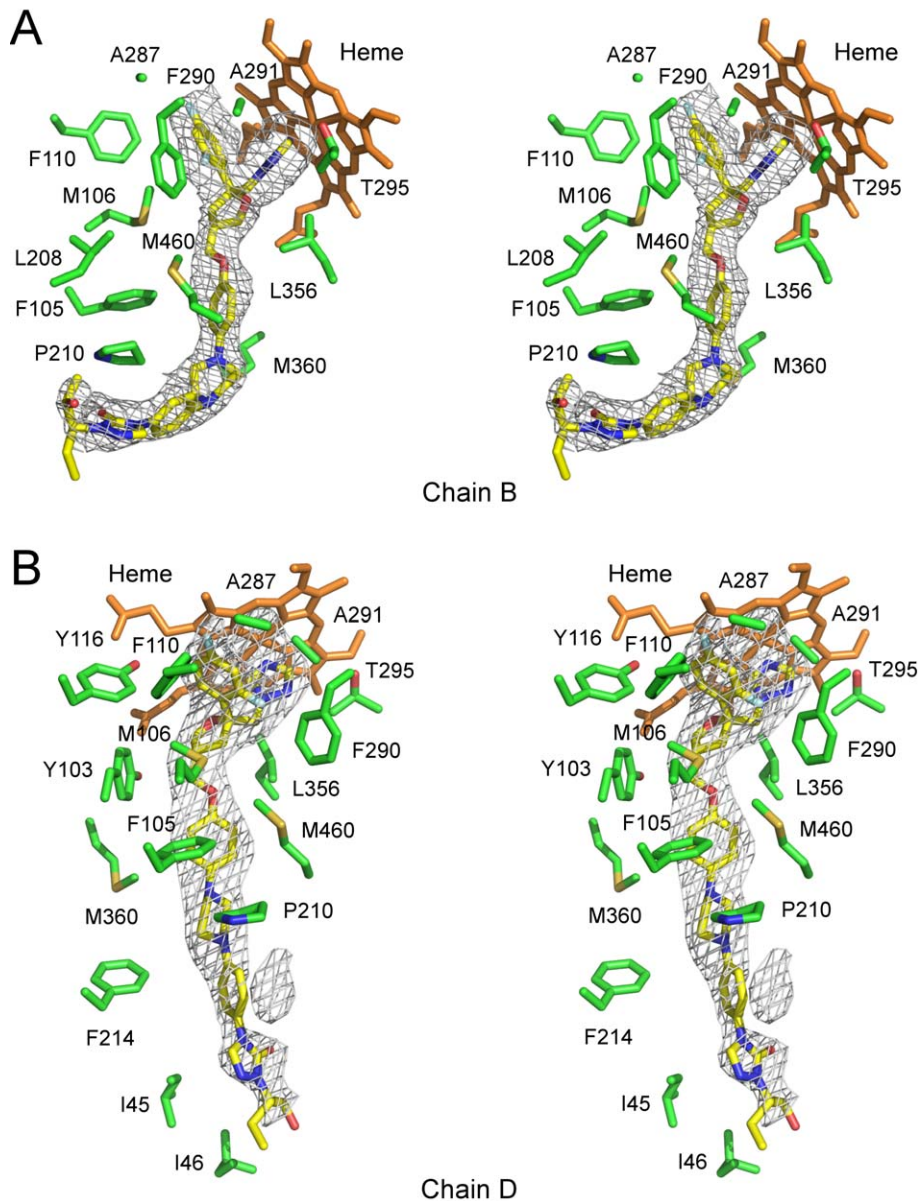 A
A287
Heme
A287
Heme
F290
A291
F290
A291
F110
F110
M106
T295
M106
T295
L208
M460
L208
M460
F105
L356
F105
L356
P210
M360
P210
M360
Chain B
B
Heme
A287
Heme
A287
Y116
F110
A291
Y116
F110
A291
T295
T295
M106
F290
M106
F290
Y103
L356
Y103
L356
F105
M460
F105
M460
M360
P210
M360
P210
F214
F214
I45
I45
I46
I46
Chain D